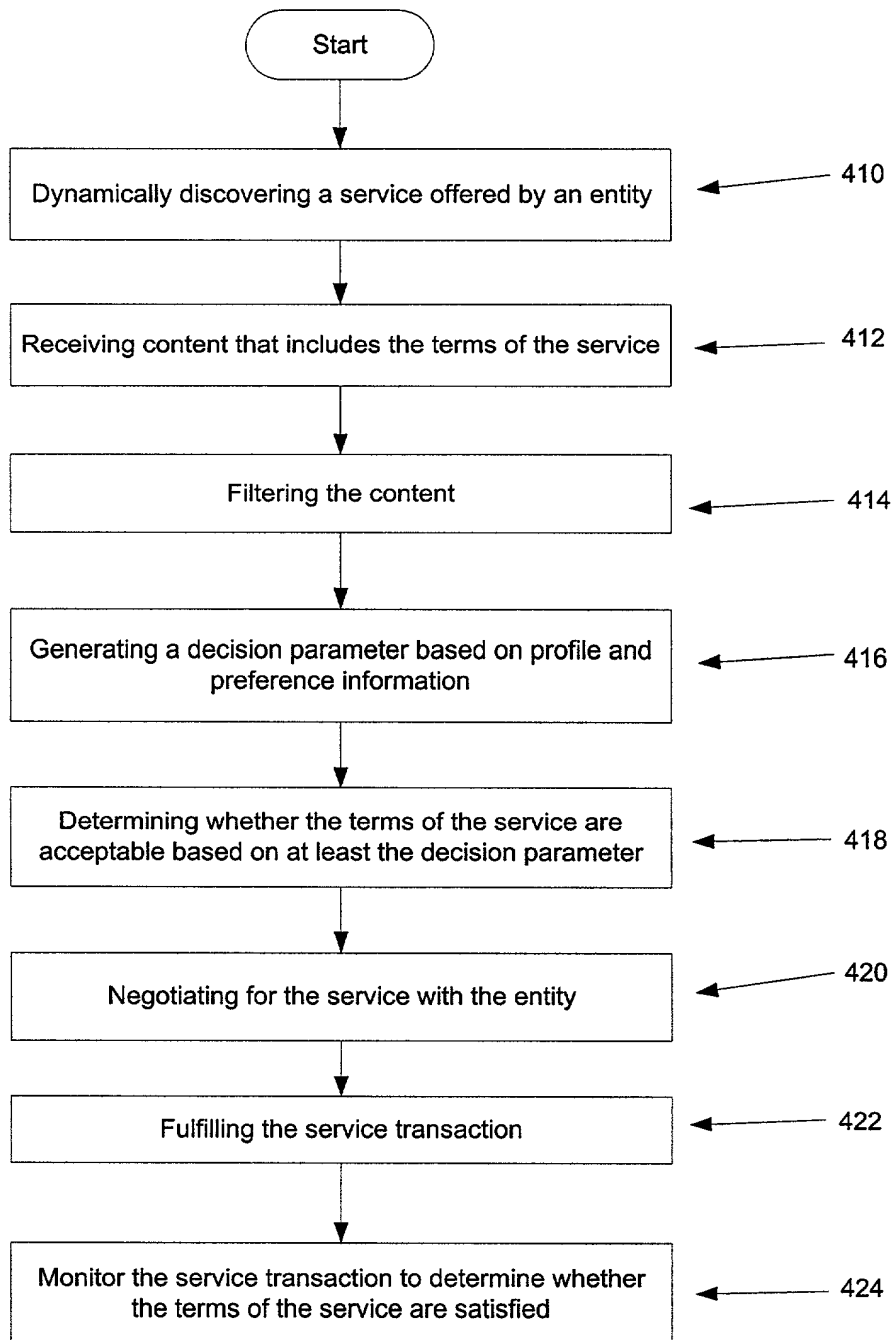 Start
Dynamically discovering a service offered by an entity
410
Receiving content that includes the terms of the service
412
Filtering the content
414
Generating a decision parameter based on profile and
preference information
416
Determining whether the terms of the service are
acceptable based on at least the decision parameter
418
Negotiating for the service with the entity
420
Fulfilling the service transaction
422
Monitor the service transaction to determine whether
the terms of the service are satisfied
424